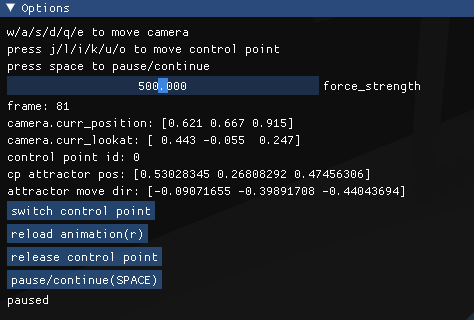 Options
w/a/s/d/q/e to move camera
press j/l/i/k/u/o to move control point
press space to pause/continue
500.000 force_strength
frame: 81
camera.curr_position: [0.621 0.667 0.915]
camera.curr_lookat: [ 0.443 -0.055  0.247]
control point id: 0
cp attractor pos: [0.53028345 0.26808292 0.47456306]
attractor move dir: [-0.09071655 -0.39891708 -0.44043694]
switch control point
reload animation(r)
release control point
pause/continue(SPACE)
paused